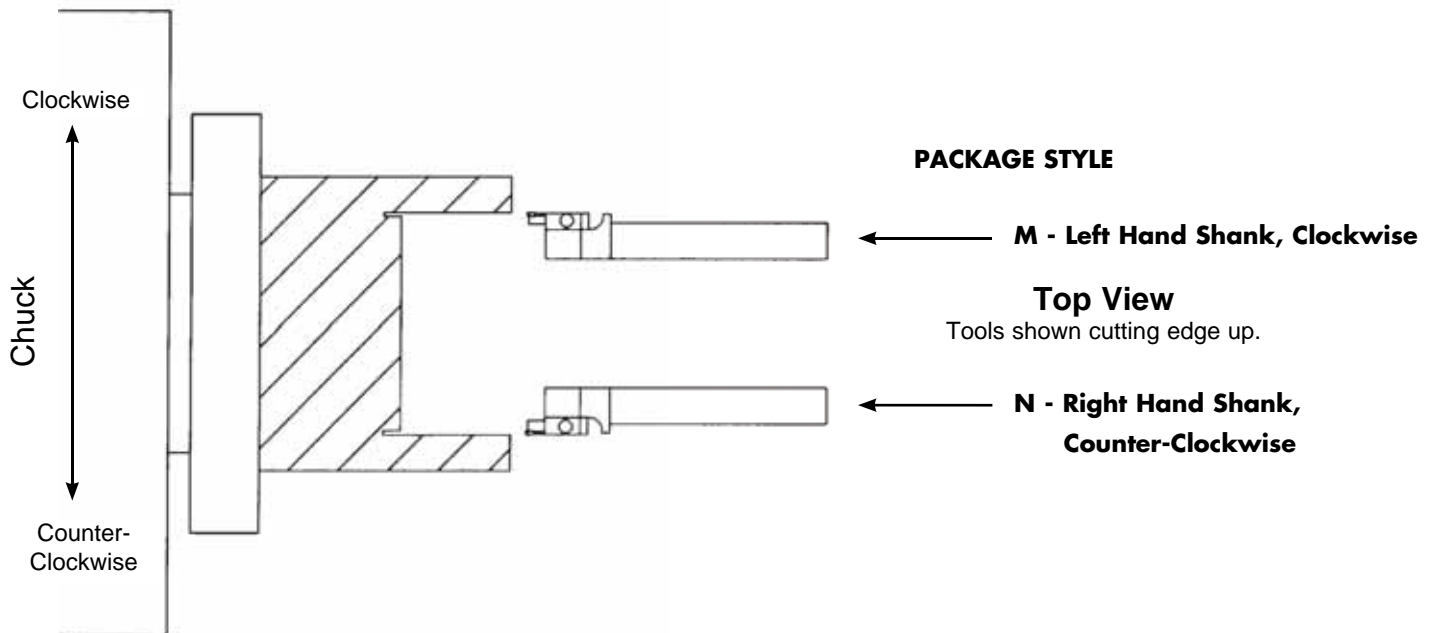 Clockwise
Chuck
Counter-
Clockwise
PACKAGE STYLE
M - Left Hand Shank, Clockwise
Top View
Tools shown cutting edge up.
N - Right Hand Shank,
Counter-Clockwise